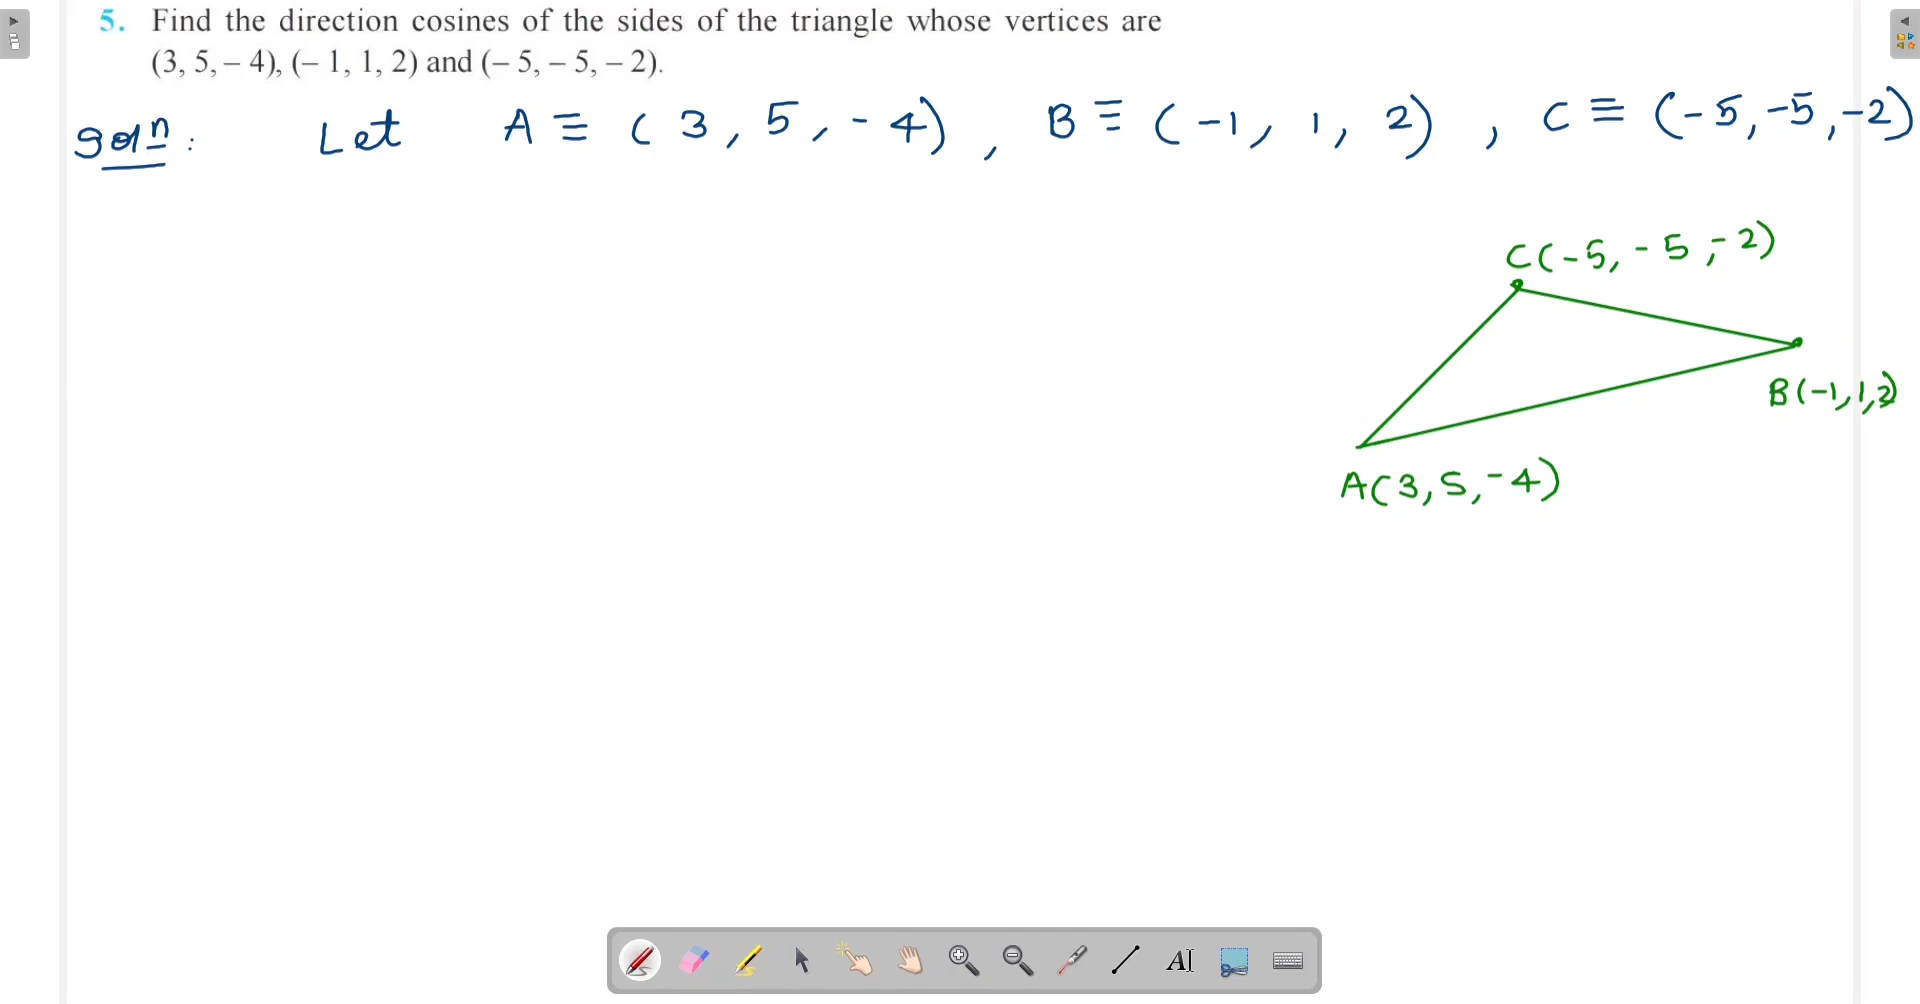 5. Find the direction cosines of the sides of the triangle whose vertices are
(3, 5, – 4), (– 1, 1, 2) and (– 5, – 5, – 2).
Solⁿ : Let A ≡ (3, 5, -4), B ≡ (-1, 1, 2), C ≡ (-5, -5, -2)
C(-5, -5, -2)
B(-1, 1, 2)
A(3, 5, -4)